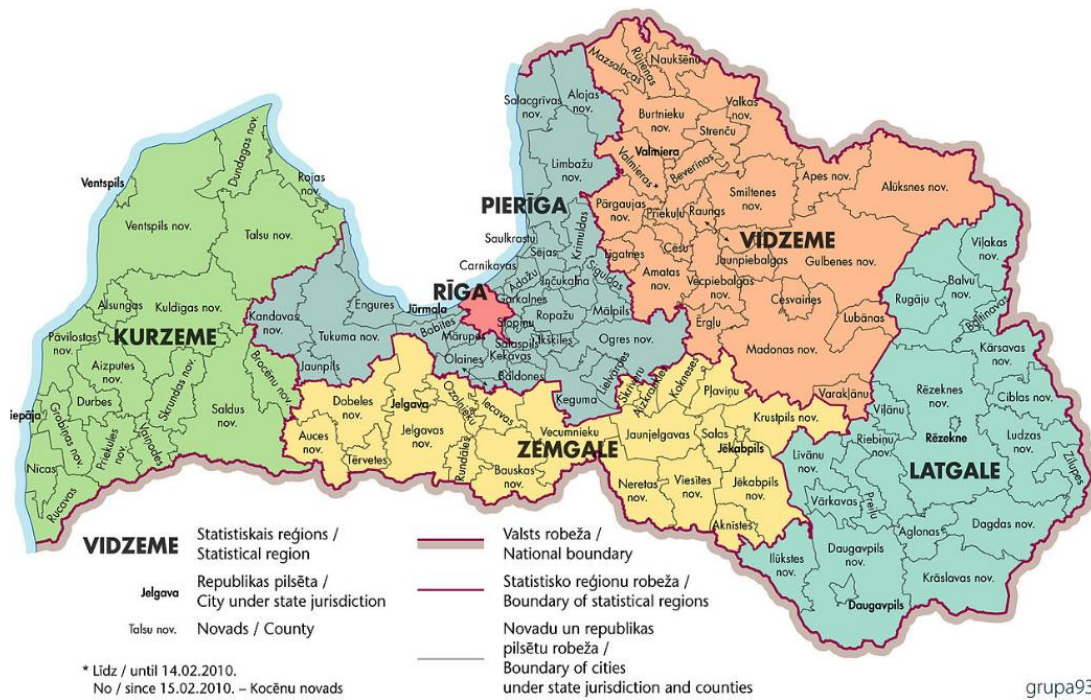 Mazsalacas
Rūjienas
Naukšēnu
Salacgrīvas nov.
Alojas nov.
Burtnieku nov.
Valkas nov.
Strenču
Valmiera
Valmieras*
Beverīnas
Limbažu nov.
Dundagas nov.
Rojas nov.
Ventspils
Ventspils nov.
Talsu nov.
Apes nov.
Alūksnes nov.
Smiltenes nov.
Pārgaujas nov.
Priekuļu
Raunas
PIERĪGA
VIDZEME
Saulkrastu
Krimuldas
Sējas
Līgatnes
Cēsu
Jaunpiebalgas
Gulbenes nov.
Viļakas nov.
Carnikavas
Ādažu
Inčukalna
Siguldas
Amatas nov.
Vecpiebalgas nov.
Balvu nov.
Rugāju
Baltinavas
RĪGA
Garkalnes
Alsungas
Kuldīgas nov.
Kandavas nov.
Engures
Jūrmala
Babītes
Mārupes
Stopiņu
Ropažu
Mālpils
Cesvaines
Lubānas
KURZEME
Tukuma nov.
Salaspils
Ikšķiles
Ogres nov.
Ērgļu
Madonas nov.
Kārsavas nov.
Pāvilostas nov.
Aizputes nov.
Jaunpils
Olaines
Ķekavas
Baldones
Ķeguma
Lielvārdes
Skrīveru
Aizkraukles
Kokneses
Pļaviņu
Varakļānu
Viļānu
Rēzeknes nov.
Ciblas nov.
Durbes
Skrundas nov.
Brocēnu nov.
Saldus nov.
Dobeles nov.
Jelgava
Ozolnieku
Iecavas
Krustpils nov.
iepāja
Grobiņas nov.
Priekules nov.
Vaiņodes
Auces nov.
Jelgavas nov.
Rundāles
Vecumnieku nov.
ZEMGALE
Jaunjelgavas
Salas
Jēkabpils
Līvānu nov.
Riebiņu nov.
Rēzekne
Ludzas nov.
Zilupes
LATGALE
Nīcas
Rucavas
Tērvetes
Bauskas nov.
Neretas nov.
Viesītes nov.
Jēkabpils nov.
Aknīstes
Vārkavas
Preiļu
Aglonas
Dagdas nov.
Ilūkstes nov.
Daugavpils nov.
Daugavpils
Krāslavas nov.
VIDZEME
Statistiskais reģions /
Statistical region
Jelgava
Republikas pilsēta /
City under state jurisdiction
Talsu nov.
Novads / County
* Līdz / until 14.02.2010.
No / since 15.02.2010. – Kocēnu novads
Valsts robeža /
National boundary
Statistisko reģionu robeža /
Boundary of statistical regions
Novadu un republikas
pilsētu robeža /
Boundary of cities
under state jurisdiction and counties
grupa93